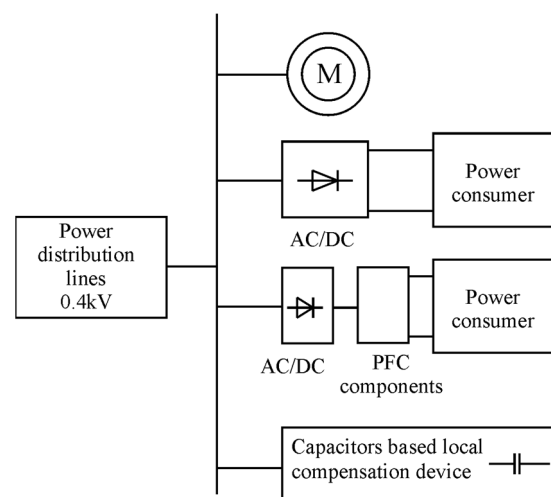 M
Power
consumer
AC/DC
Power
distribution
lines
0.4kV
Power
consumer
AC/DC
PFC
components
Capacitors based local
compensation device